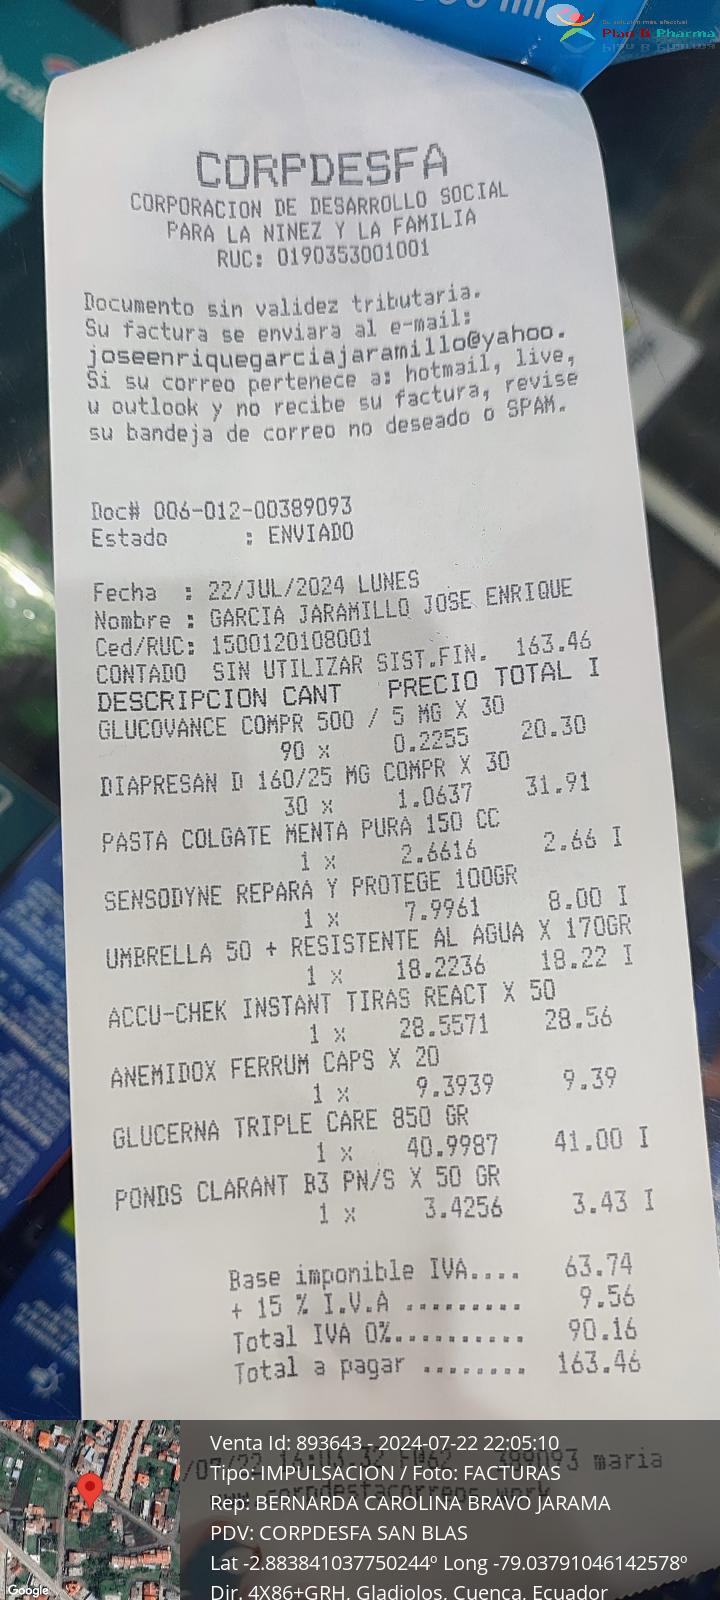 Su solución más efectiva!
Plan B Pharma
CORPDESFA
CORPORACION DE DESARROLLO SOCIAL
PARA LA NINEZ Y LA FAMILIA
RUC: 0190353001001
Documento sin validez tributaria.
Su factura se enviara al e-mail:
joseenriquegarciajaramillo@yahoo.
Si su correo pertenece a: hotmail, live,
u outlook y no recibe su factura, revise
su bandeja de correo no deseado o SPAM.
Doc# 006-012-00389093
Estado : ENVIADO
Fecha : 22/JUL/2024 LUNES
Nombre : GARCIA JARAMILLO JOSE ENRIQUE
Ced/RUC: 1500120108001
CONTADO SIN UTILIZAR SIST.FIN. 163.46
DESCRIPCION CANT PRECIO TOTAL I
GLUCOVANCE COMPR 500 / 5 MG X 30
90 x 0.2255 20.30
DIAPRESAN D 160/25 MG COMPR X 30
30 x 1.0637 31.91
PASTA COLGATE MENTA PURA 150 CC
1 x 2.6616 2.66 I
SENSODYNE REPARA Y PROTEGE 100GR
1 x 7.9961 8.00 I
UMBRELLA 50 + RESISTENTE AL AGUA X 170GR
1 x 18.2236 18.22 I
ACCU-CHEK INSTANT TIRAS REACT X 50
1 x 28.5571 28.56
ANEMIDOX FERRUM CAPS X 20
1 x 9.3939 9.39
GLUCERNA TRIPLE CARE 850 GR
1 x 40.9987 41.00 I
PONDS CLARANT B3 PN/S X 50 GR
1 x 3.4256 3.43 I
Base imponible IVA.... 63.74
+ 15 % I.V.A ......... 9.56
Total IVA 0%........... 90.16
Total a pagar ........ 163.46
maria
Venta Id: 893643 - 2024-07-22 22:05:10
Tipo: IMPULSACION / Foto: FACTURAS
Rep: BERNARDA CAROLINA BRAVO JARAMA
PDV: CORPDESFA SAN BLAS
Lat -2.883841037750244º Long -79.03791046142578º
Dir. 4X86+GRH, Gladiolos, Cuenca, Ecuador
Google